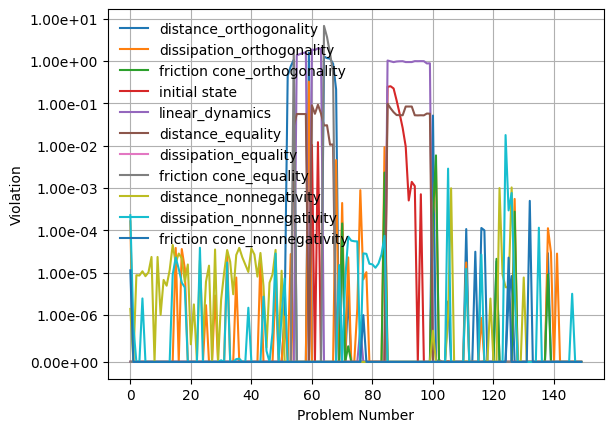 1.00e+01
1.00e+00
1.00e-01
1.00e-02
1.00e-03
1.00e-04
1.00e-05
1.00e-06
0.00e+00
Violation
distance_orthogonality
dissipation_orthogonality
friction cone_orthogonality
initial state
linear_dynamics
distance_equality
dissipation_equality
friction cone_equality
distance_nonnegativity
dissipation_nonnegativity
friction cone_nonnegativity
0 20 40 60 80 100 120 140
Problem Number